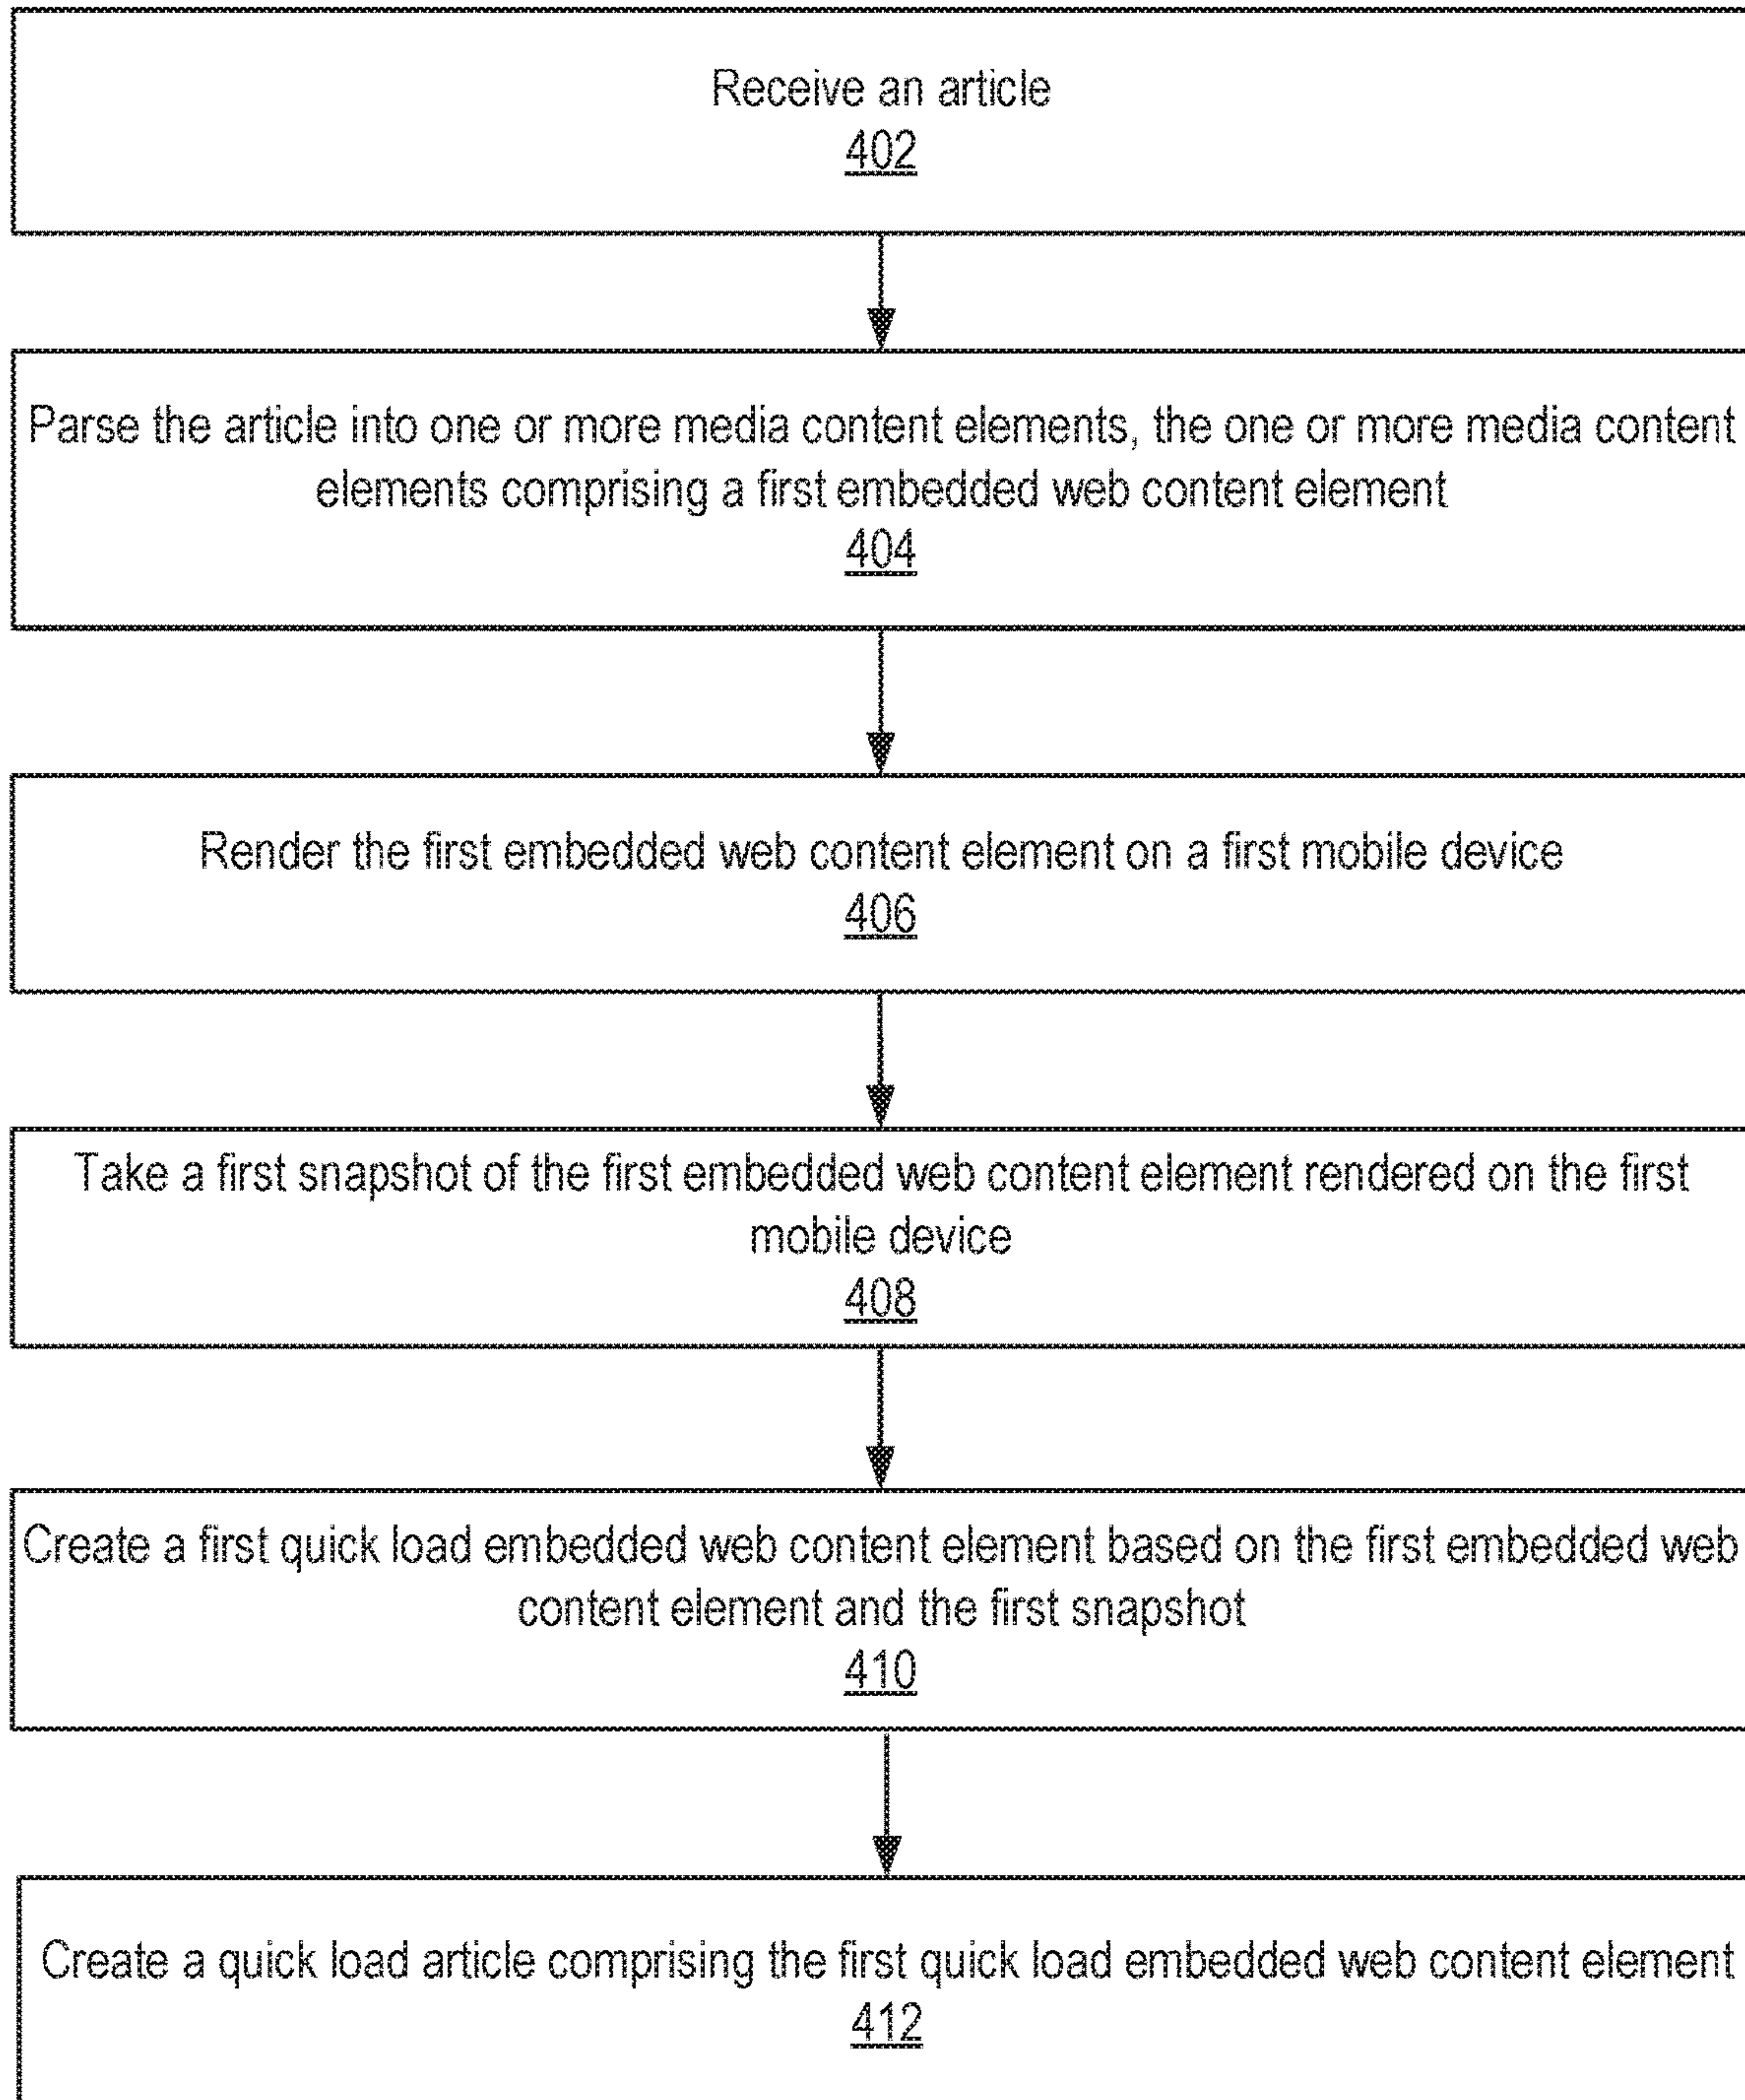 Receive an article
402
Parse the article into one or more media content elements, the one or more media content
elements comprising a first embedded web content element
404
Render the first embedded web content element on a first mobile device
406
Take a first snapshot of the first embedded web content element rendered on the first
mobile device
408
Create a first quick load embedded web content element based on the first embedded web
content element and the first snapshot
410
Create a quick load article comprising the first quick load embedded web content element
412